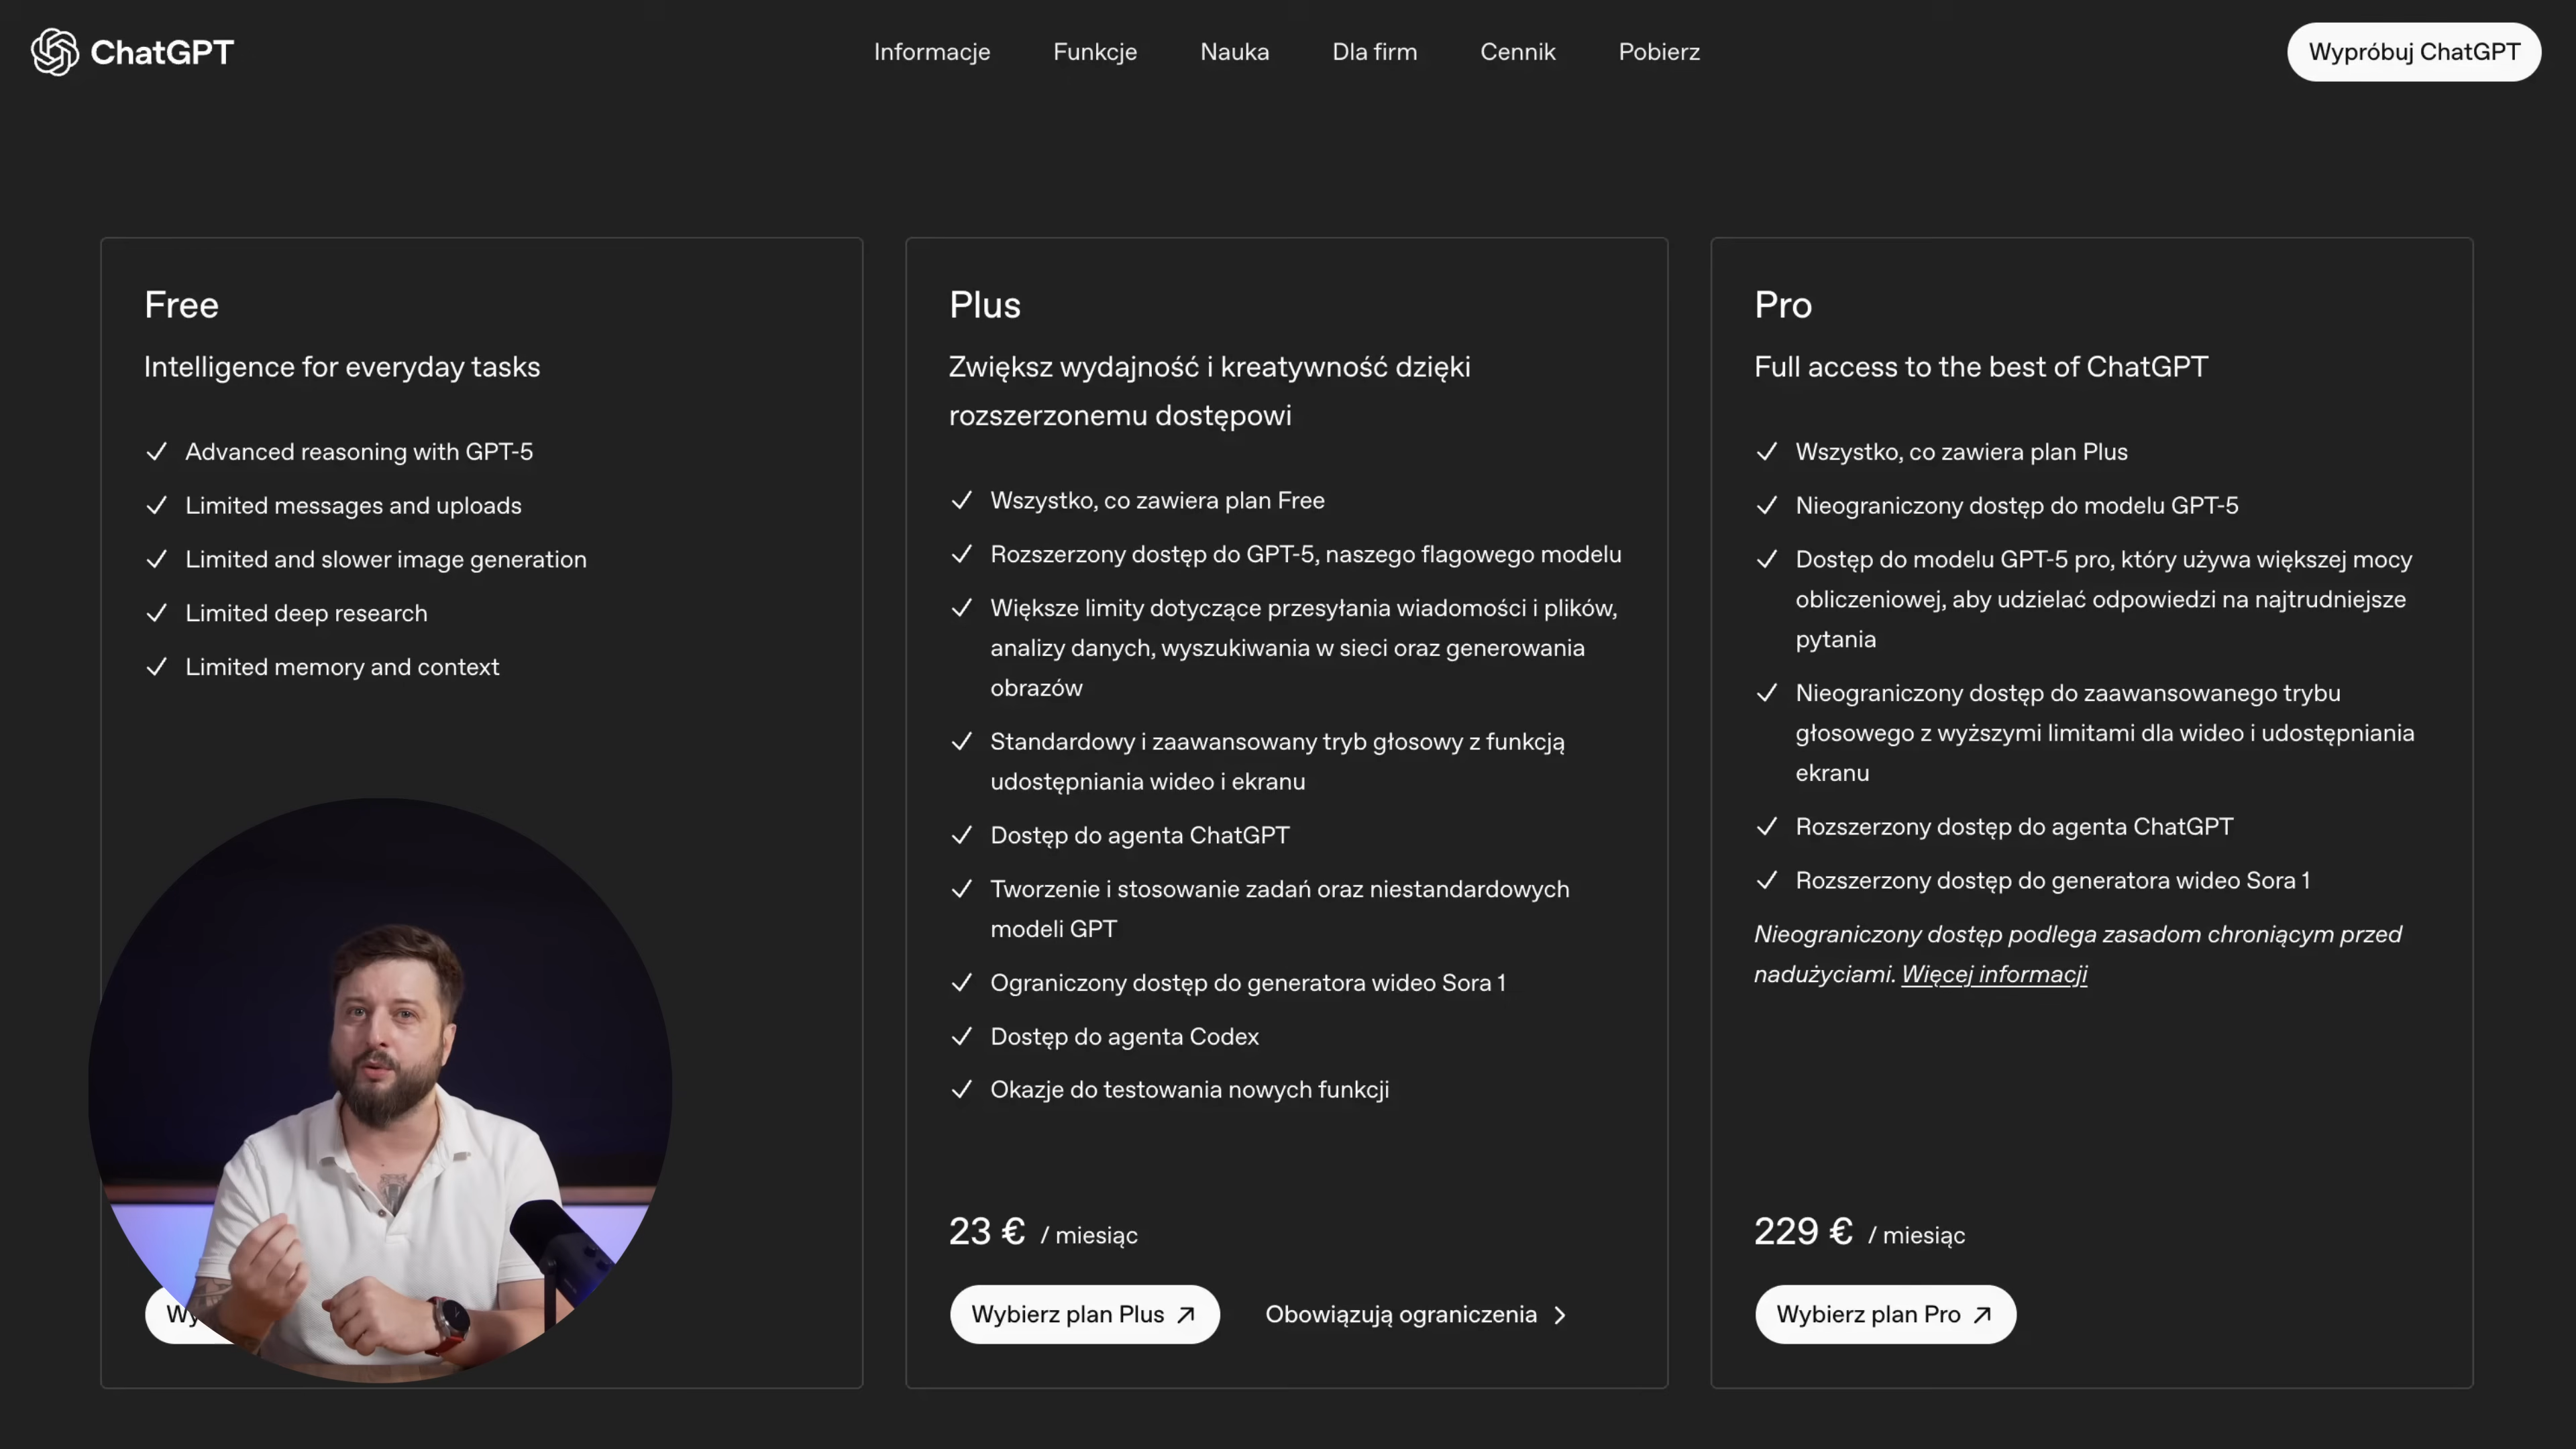 ChatGPT
Informacje
Funkcje
Nauka
Dla firm
Cennik
Pobierz
Wypróbuj ChatGPT
Free
Intelligence for everyday tasks
Advanced reasoning with GPT-5
Limited messages and uploads
Limited and slower image generation
Limited deep research
Limited memory and context
Plus
Zwiększ wydajność i kreatywność dzięki
rozszerzonemu dostępowi
Wszystko, co zawiera plan Free
Rozszerzony dostęp do GPT-5, naszego flagowego modelu
Większe limity dotyczące przesyłania wiadomości i plików,
analizy danych, wyszukiwania w sieci oraz generowania
obrazów
Standardowy i zaawansowany tryb głosowy z funkcją
udostępniania wideo i ekranu
Dostęp do agenta ChatGPT
Tworzenie i stosowanie zadań oraz niestandardowych
modeli GPT
Ograniczony dostęp do generatora wideo Sora 1
Dostęp do agenta Codex
Okazje do testowania nowych funkcji
23 € / miesiąc
Wybierz plan Plus
Obowiązują ograniczenia
Pro
Full access to the best of ChatGPT
Wszystko, co zawiera plan Plus
Nieograniczony dostęp do modelu GPT-5
Dostęp do modelu GPT-5 pro, który używa większej mocy
obliczeniowej, aby udzielać odpowiedzi na najtrudniejsze
pytania
Nieograniczony dostęp do zaawansowanego trybu
głosowego z wyższymi limitami dla wideo i udostępniania
ekranu
Rozszerzony dostęp do agenta ChatGPT
Rozszerzony dostęp do generatora wideo Sora 1
Nieograniczony dostęp podlega zasadom chroniącym przed
nadużyciami. Więcej informacji
229 € / miesiąc
Wybierz plan Pro